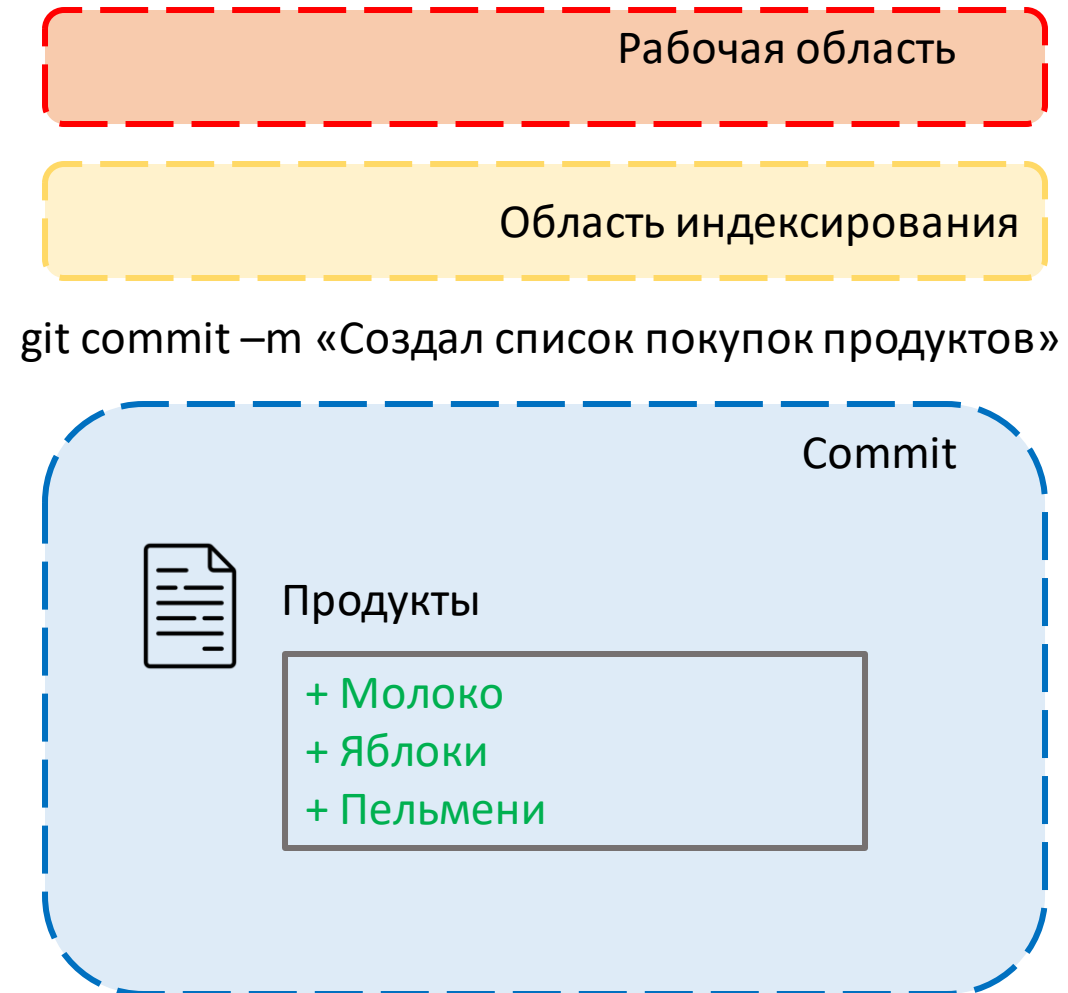 Рабочая область
Область индексирования
git commit –m «Создал список покупок продуктов»
Commit
Продукты
+ Молоко
+ Яблоки
+ Пельмени